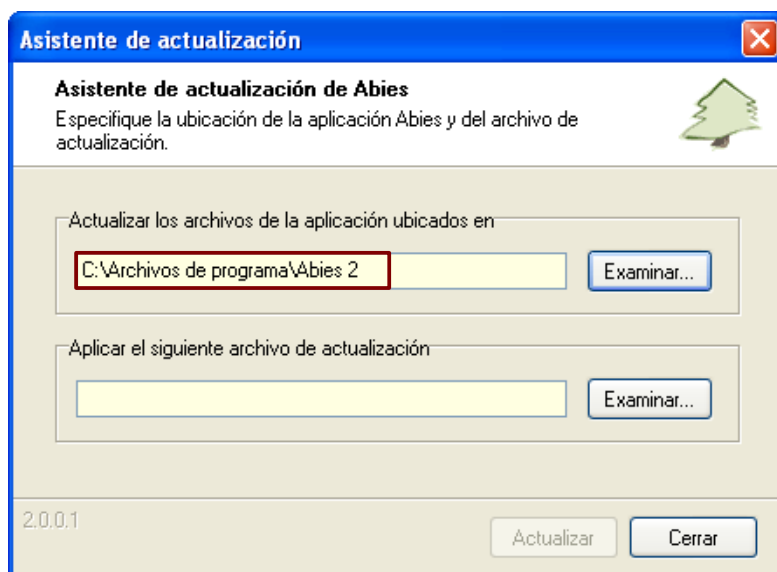 Asistente de actualización
Asistente de actualización de Abies
Especifique la ubicación de la aplicación Abies y del archivo de
actualización.
Actualizar los archivos de la aplicación ubicados en
C:\Archivos de programa\Abies 2
Examinar...
Aplicar el siguiente archivo de actualización
Examinar...
2.0.0.1
Actualizar
Cerrar